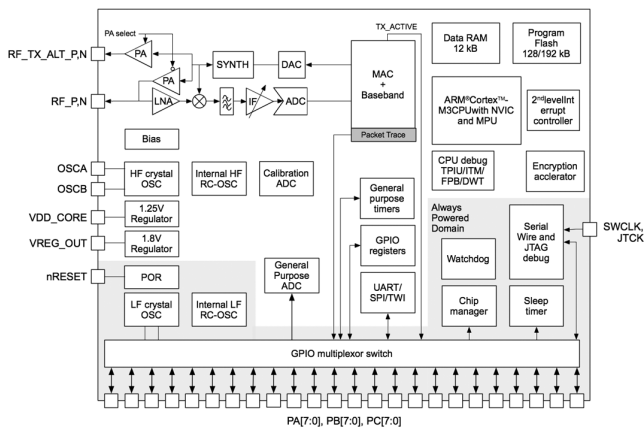 TX_ACTIVE
PA select
RF_TX_ALT_P,N
PA
SYNTH
DAC
MAC
+
Baseband
Data RAM
12 kB
Program
Flash
128/192 kB
PA
RF_P,N
LNA
IF
ADC
Packet Trace
ARM®Cortex™-
M3CPUwith NVIC
and MPU
2ndlevelInt
errupt
controller
Bias
OSCA
OSCB
HF crystal
OSC
Internal HF
RC-OSC
Calibration
ADC
CPU debug
TPIU/ITM/
FPB/DWT
Encryption
acclerator
VDD_CORE
1.25V
Regulator
General
purpose
timers
Always
Powered
Domain
Serial
Wire and
JTAG
debug
SWCLK,
JTCK
VREG_OUT
1.8V
Regulator
GPIO
registers
Watchdog
nRESET
POR
General
Purpose
ADC
UART/
SPI/TWI
LF crystal
OSC
Internal LF
RC-OSC
Chip
manager
Sleep
timer
GPIO multiplexor switch
PA[7:0], PB[7:0], PC[7:0]